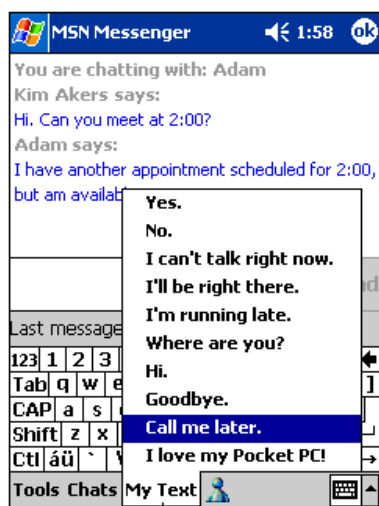 MSN Messenger 1:58 ok
You are chatting with: Adam
Kim Akers says:
Hi. Can you meet at 2:00?
Adam says:
I have another appointment scheduled for 2:00,
but am availab
Yes.
No.
I can't talk right now.
I'll be right there.
I'm running late.
Where are you?
Hi.
Goodbye.
Call me later.
I love my Pocket PC!
Last message
123 1 2 3
Tab q w e ]
CAP a s
Shift z x
Ctl áü `
Tools Chats My Text